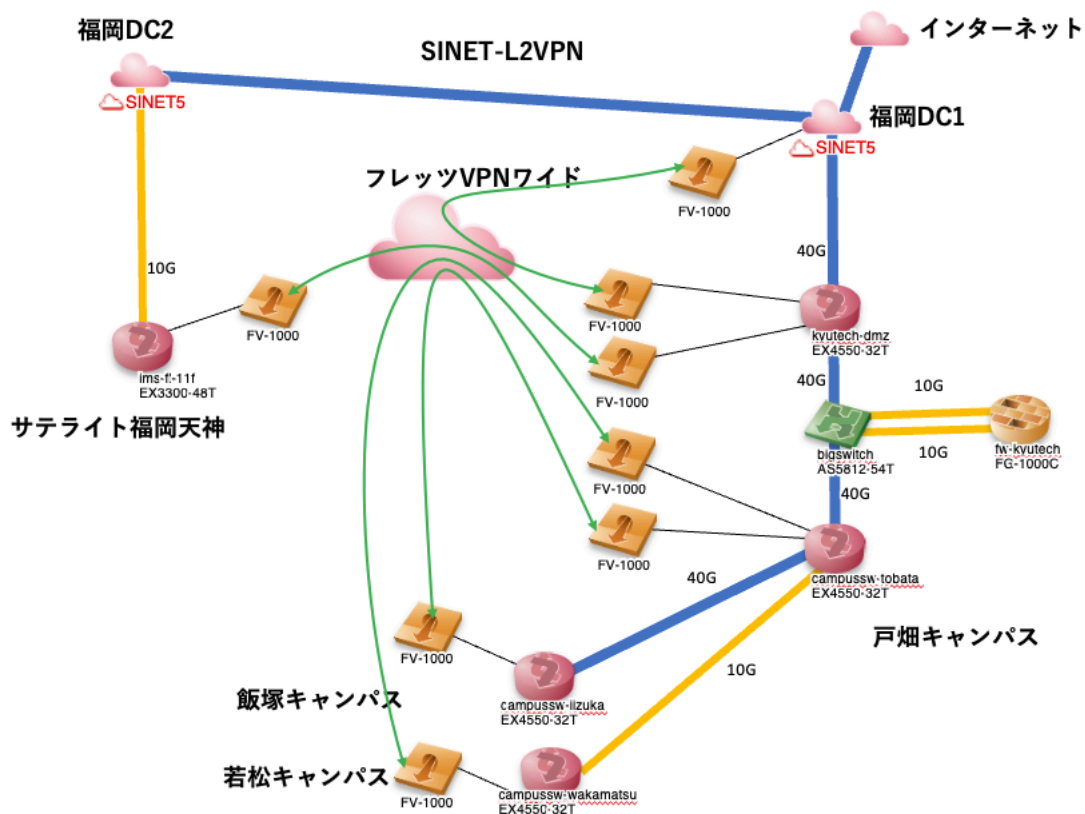 福岡DC2
インターネット
SINET-L2VPN
SINET5
福岡DC1
SINET5
フレッツVPNワイド
FV-1000
40G
10G
FV-1000
FV-1000
kyutech-dmz
EX4550-32T
ims-fi-11f
EX3300-48T
40G
10G
FV-1000
サテライト福岡天神
bigswitch
AS5812-54T
10G
fw-kyutech
FG-1000C
FV-1000
40G
FV-1000
40G
campussw-tobata
EX4550-32T
戸畑キャンパス
FV-1000
10G
飯塚キャンパス
campussw-iizuka
EX4550-32T
若松キャンパス
FV-1000
campussw-wakamatsu
EX4550-32T